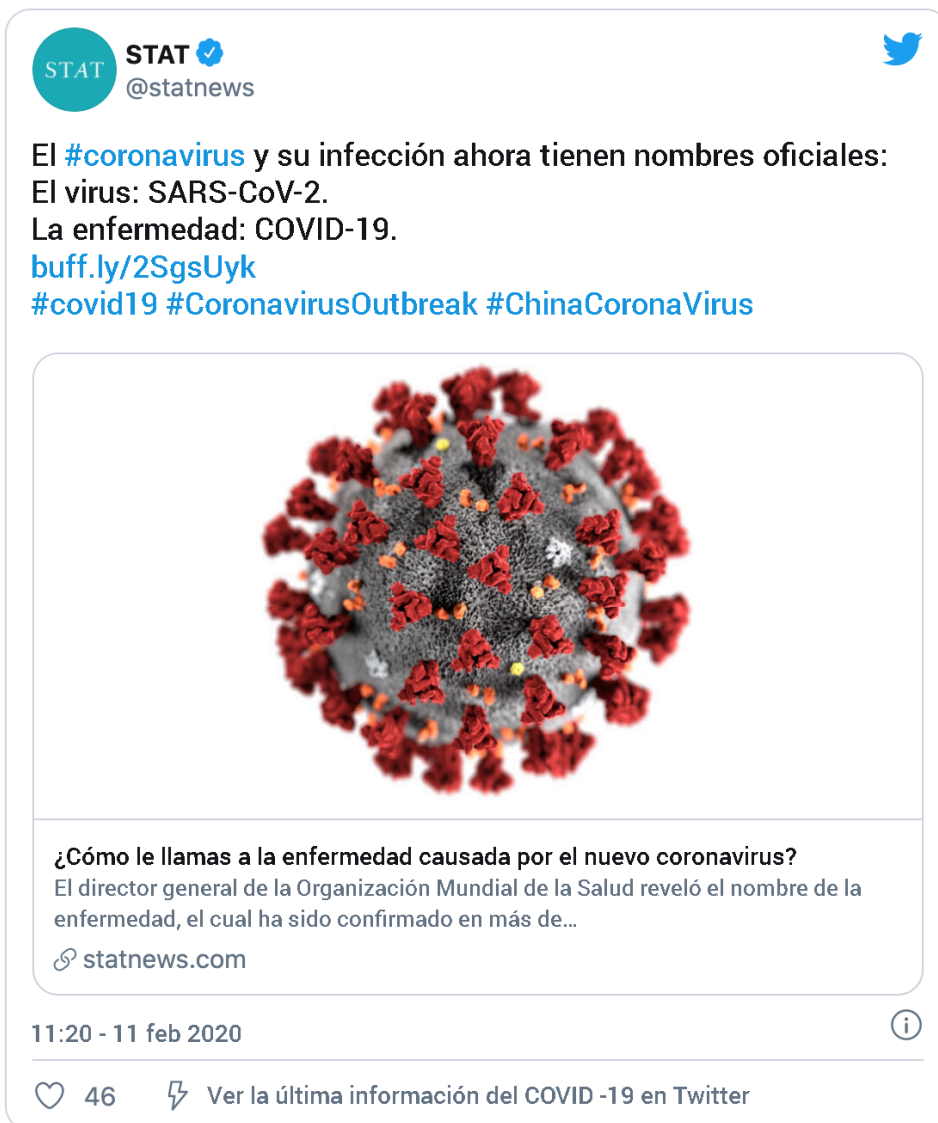 STAT
STAT
@statnews
El #coronavirus y su infección ahora tienen nombres oficiales:
El virus: SARS-CoV-2.
La enfermedad: COVID-19.
buff.ly/2SgsUyk
#covid19 #CoronavirusOutbreak #ChinaCoronaVirus
¿Cómo le llamas a la enfermedad causada por el nuevo coronavirus?
El director general de la Organización Mundial de la Salud reveló el nombre de la
enfermedad, el cual ha sido confirmado en más de...
statnews.com
11:20 - 11 feb 2020
46
Ver la última información del COVID -19 en Twitter